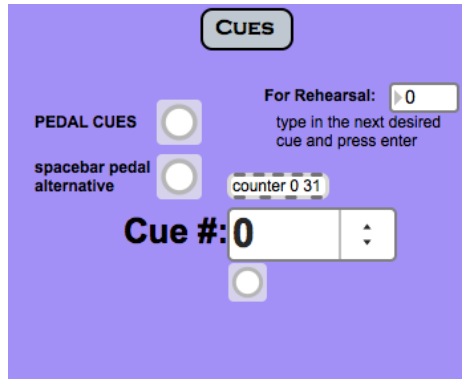 CUES
For Rehearsal: 0
PEDAL CUES
type in the next desired
cue and press enter
spacebar pedal
alternative
counter 0 31
Cue #: 0